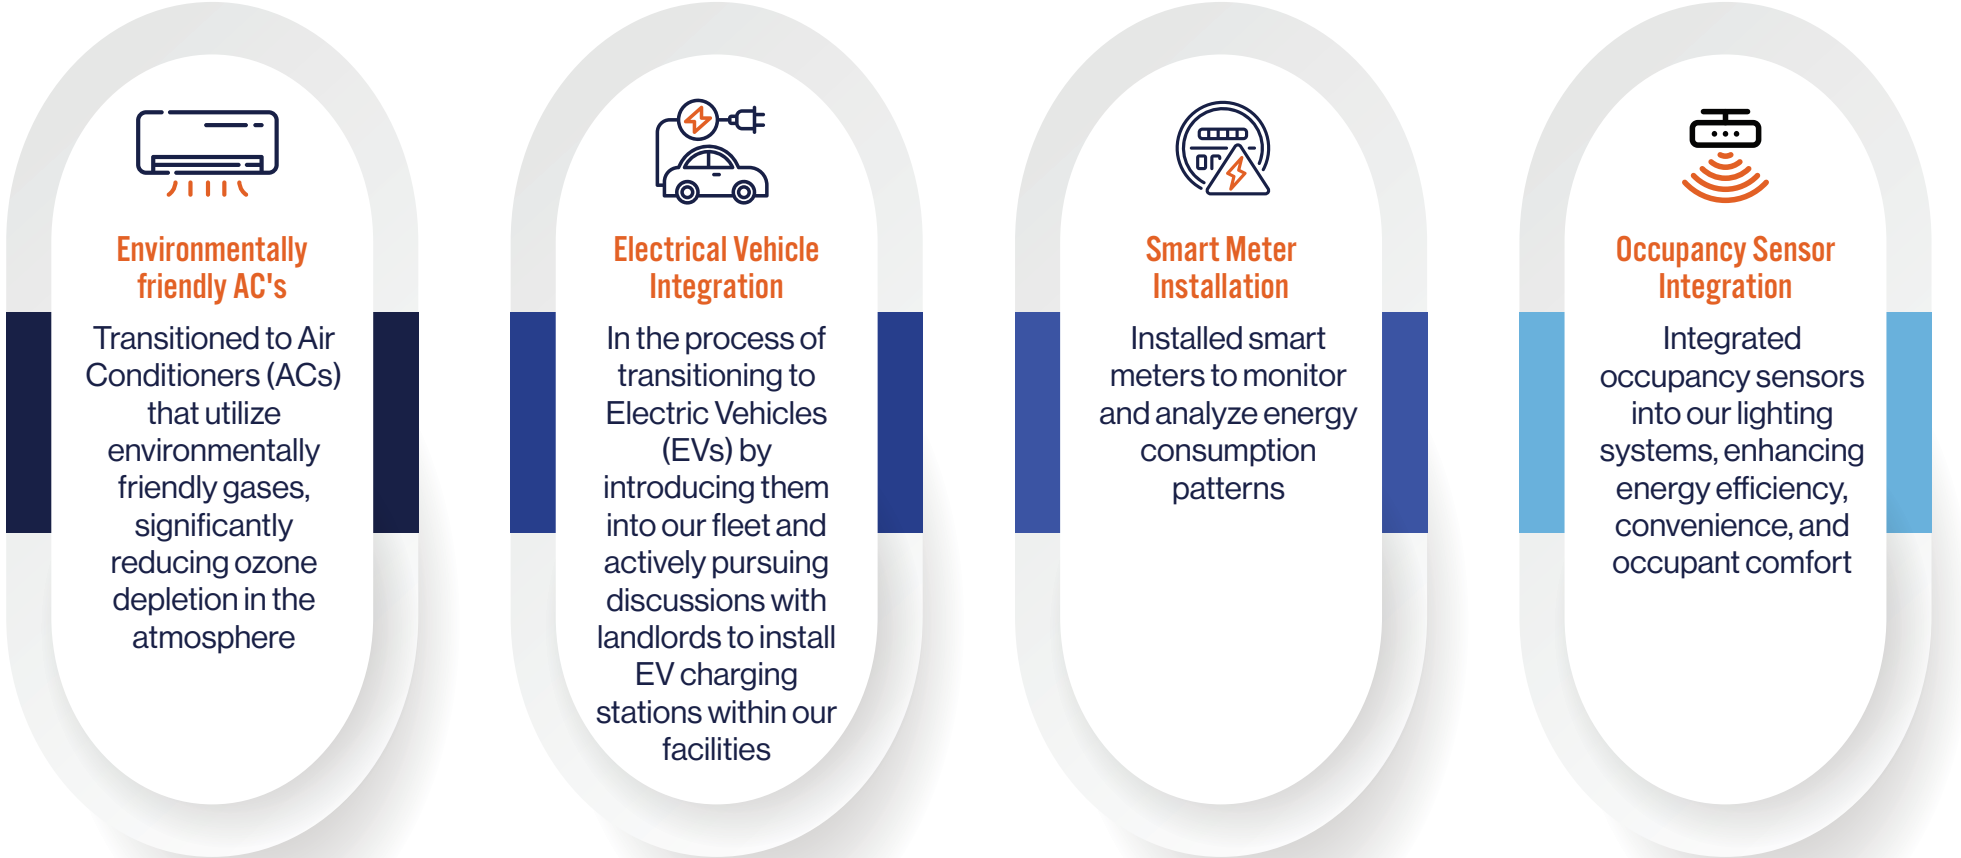 Environmentally
friendly AC's
Transitioned to Air
Conditioners (ACs)
that utilize
environmentally
friendly gases,
significantly
reducing ozone
depletion in the
atmosphere
Electrical Vehicle
Integration
In the process of
transitioning to
Electric Vehicles
(EVs) by
introducing them
into our fleet and
actively pursuing
discussions with
landlords to install
EV charging
stations within our
facilities
Smart Meter
Installation
Installed smart
meters to monitor
and analyze energy
consumption
patterns
Occupancy Sensor
Integration
Integrated
occupancy sensors
into our lighting
systems, enhancing
energy efficiency,
convenience, and
occupant comfort